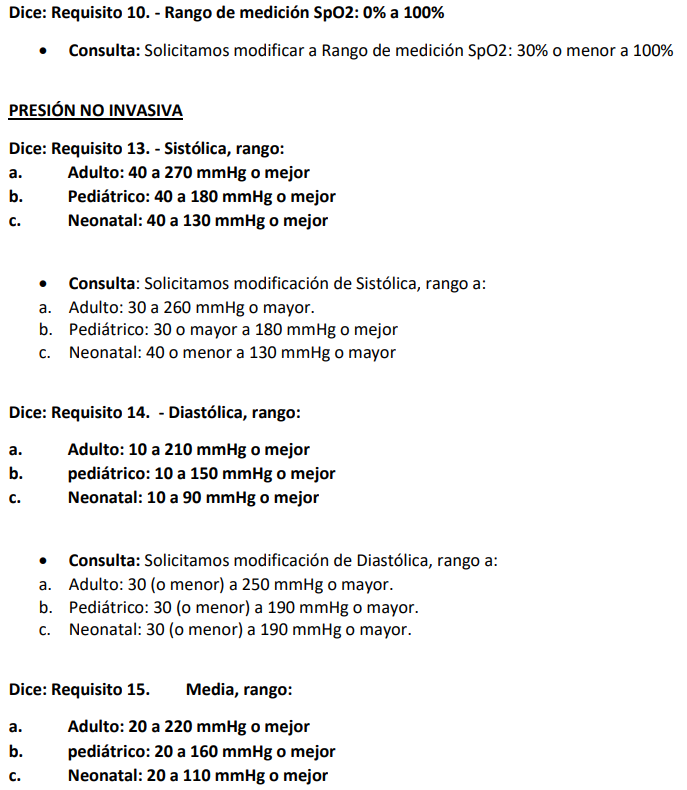 Dice: Requisito 10. - Rango de medición SpO2: 0% a 100%
• Consulta: Solicitamos modificar a Rango de medición SpO2: 30% o menor a 100%
PRESIÓN NO INVASIVA
Dice: Requisito 13. - Sistólica, rango:
a. Adulto: 40 a 270 mmHg o mejor
b. Pediátrico: 40 a 180 mmHg o mejor
c. Neonatal: 40 a 130 mmHg o mejor
• Consulta: Solicitamos modificación de Sistólica, rango a:
a. Adulto: 30 a 260 mmHg o mayor.
b. Pediátrico: 30 o mayor a 180 mmHg o mejor
c. Neonatal: 40 o menor a 130 mmHg o mayor
Dice: Requisito 14. - Diastólica, rango:
a. Adulto: 10 a 210 mmHg o mejor
b. pediátrico: 10 a 150 mmHg o mejor
c. Neonatal: 10 a 90 mmHg o mejor
• Consulta: Solicitamos modificación de Diastólica, rango a:
a. Adulto: 30 (o menor) a 250 mmHg o mayor.
b. Pediátrico: 30 (o menor) a 190 mmHg o mayor.
c. Neonatal: 30 (o menor) a 190 mmHg o mayor.
Dice: Requisito 15. Media, rango:
a. Adulto: 20 a 220 mmHg o mejor
b. pediátrico: 20 a 160 mmHg o mejor
c. Neonatal: 20 a 110 mmHg o mejor